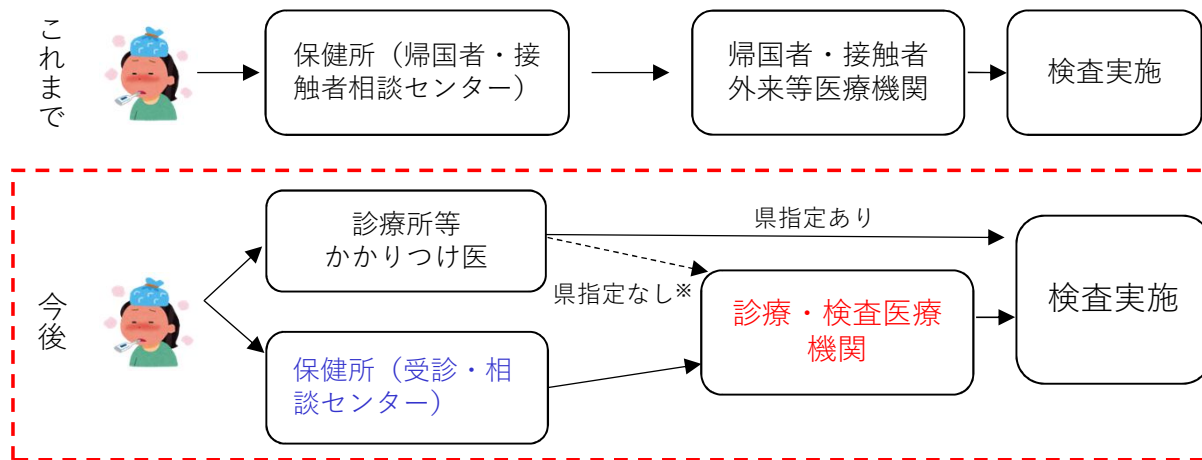 これまで
保健所（帰国者・接
触者相談センター）
帰国者・接触者
外来等医療機関
検査実施
今後
診療所等
かかりつけ医
県指定あり
県指定なし※
保健所（受診・相
談センター）
診療・検査医療
機関
検査実施